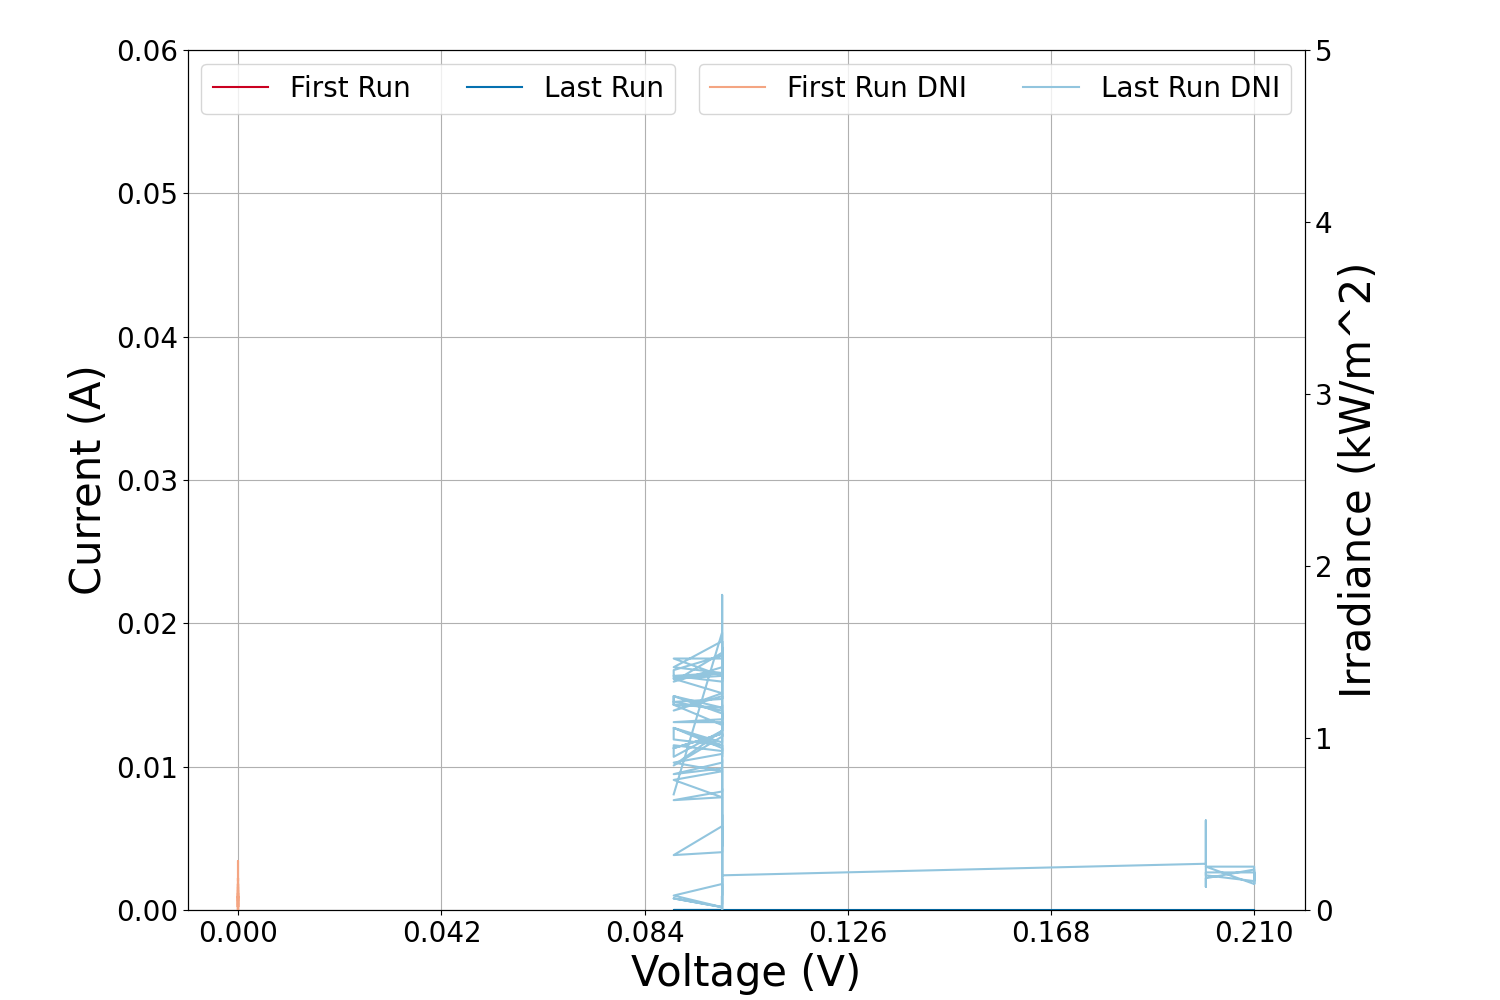 First Run
Last Run
First Run DNI
Last Run DNI
0.06
0.05
0.04
0.03
0.02
0.01
0.00
Current (A)
5
4
3
2
1
0
Irradiance (kW/m^2)
0.000 0.042 0.084 0.126 0.168 0.210
Voltage (V)